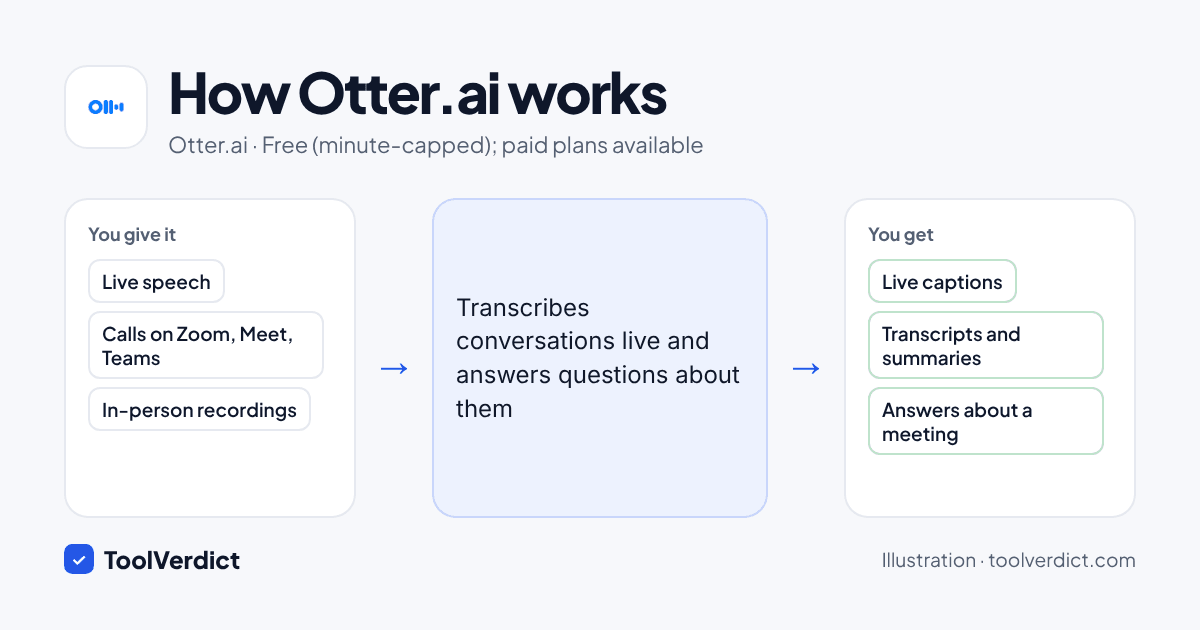 How Otter.ai works
Otter.ai · Free (minute-capped); paid plans available
You give it
Live speech
Calls on Zoom, Meet,
Teams
In-person recordings
→
Transcribes
conversations live and
answers questions about
them
→
You get
Live captions
Transcripts and
summaries
Answers about a
meeting
ToolVerdict
Illustration · toolverdict.com